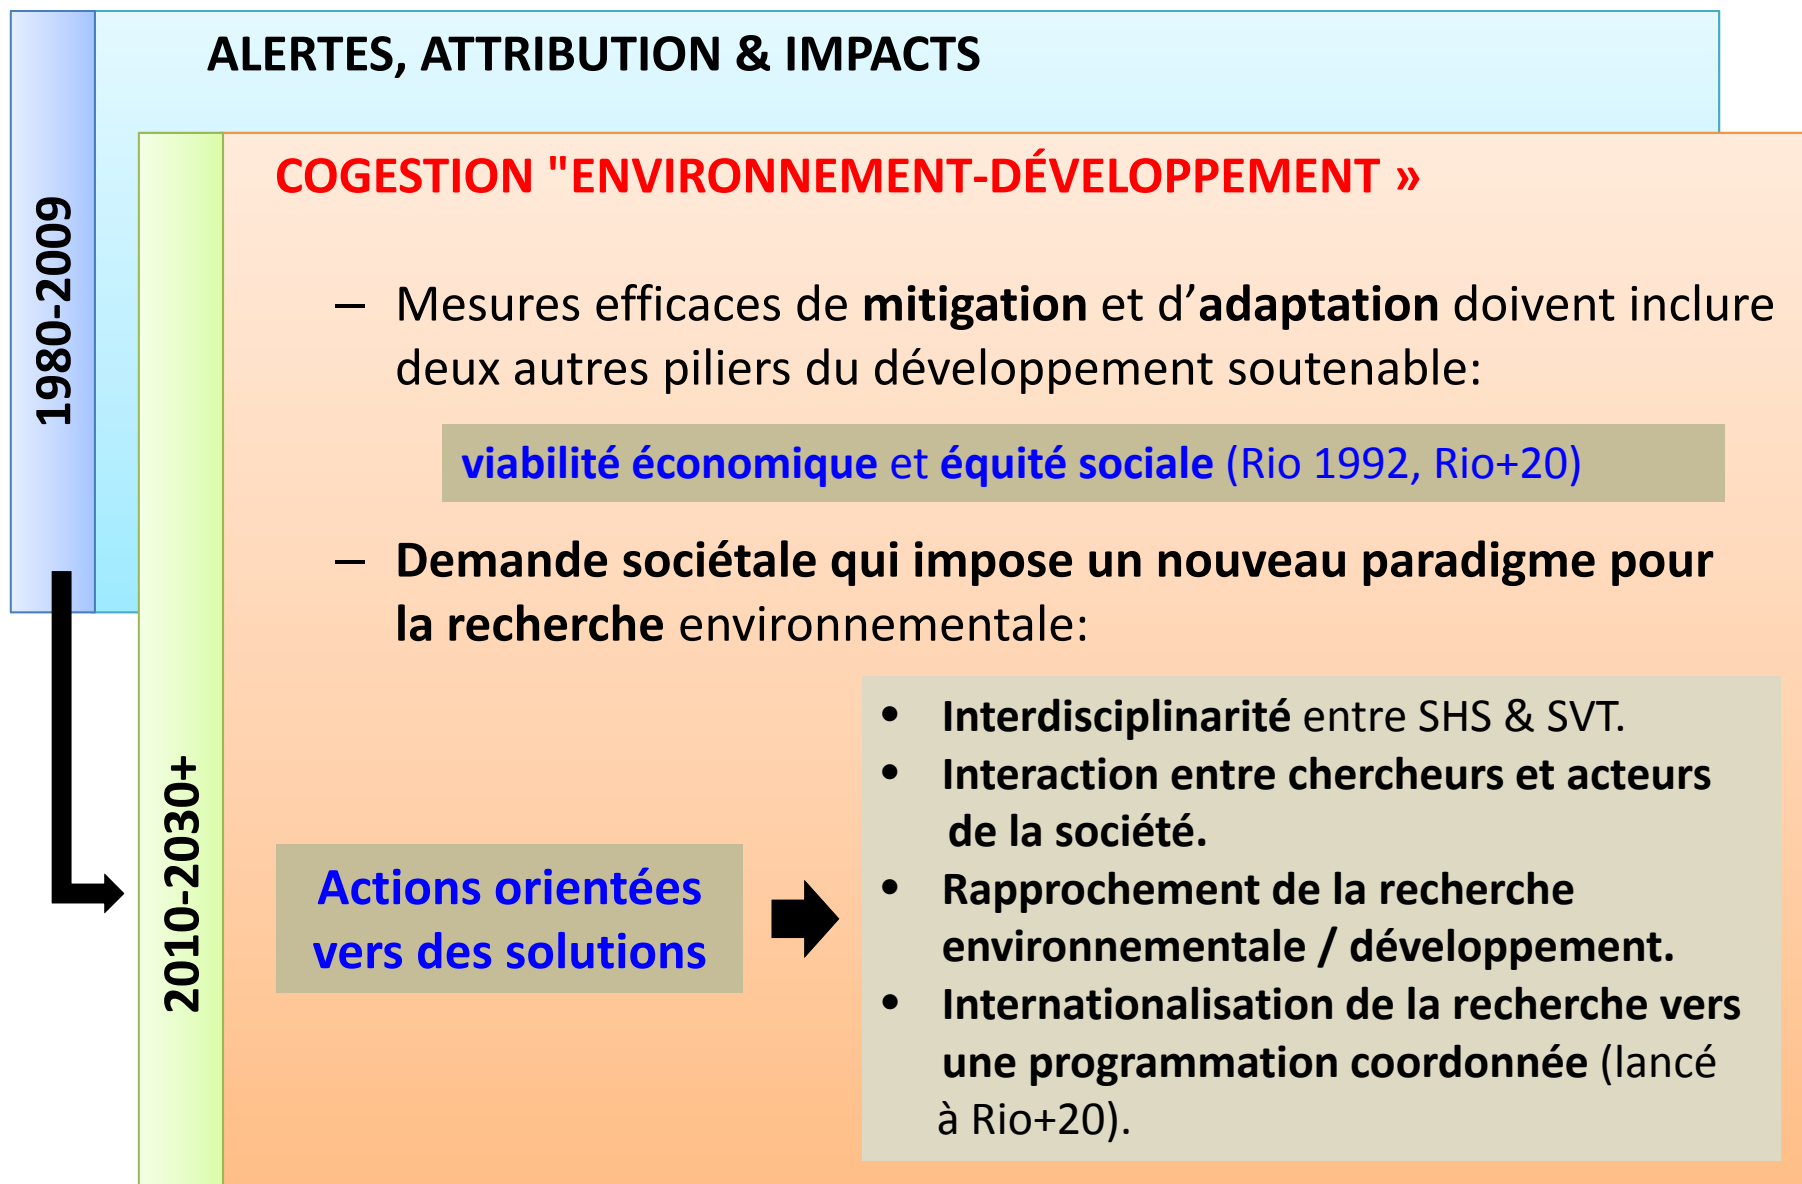 ALERTES, ATTRIBUTION & IMPACTS
1980-2009
COGESTION "ENVIRONNEMENT-DÉVELOPPEMENT »
– Mesures efficaces de mitigation et d’adaptation doivent inclure
deux autres piliers du développement soutenable:
viabilité économique et équité sociale (Rio 1992, Rio+20)
– Demande sociétale qui impose un nouveau paradigme pour
la recherche environnementale:
2010-2030+
Actions orientées
vers des solutions
• Interdisciplinarité entre SHS & SVT.
• Interaction entre chercheurs et acteurs
de la société.
• Rapprochement de la recherche
environnementale / développement.
• Internationalisation de la recherche vers
une programmation coordonnée (lancé
à Rio+20).